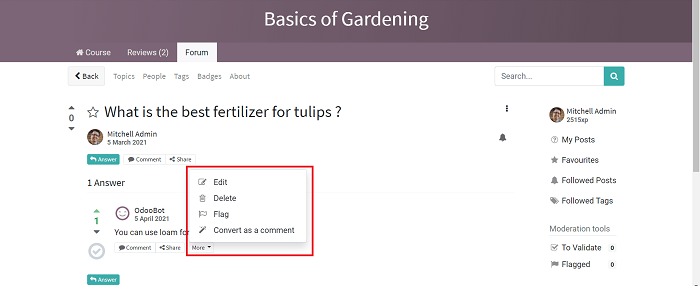 Basics of Gardening
Course Reviews (2) Forum
Back Topics People Tags Badges About Search...
0
What is the best fertilizer for tulips ?
Mitchell Admin
5 March 2021
Answer Comment Share
1 Answer
Edit
Delete
Flag
Convert as a comment
1
OdooBot
5 April 2021
You can use loam for
Comment Share More
Answer
Mitchell Admin
2515xp
My Posts
Favourites
Followed Posts
Followed Tags
Moderation tools
To Validate 0
Flagged 0